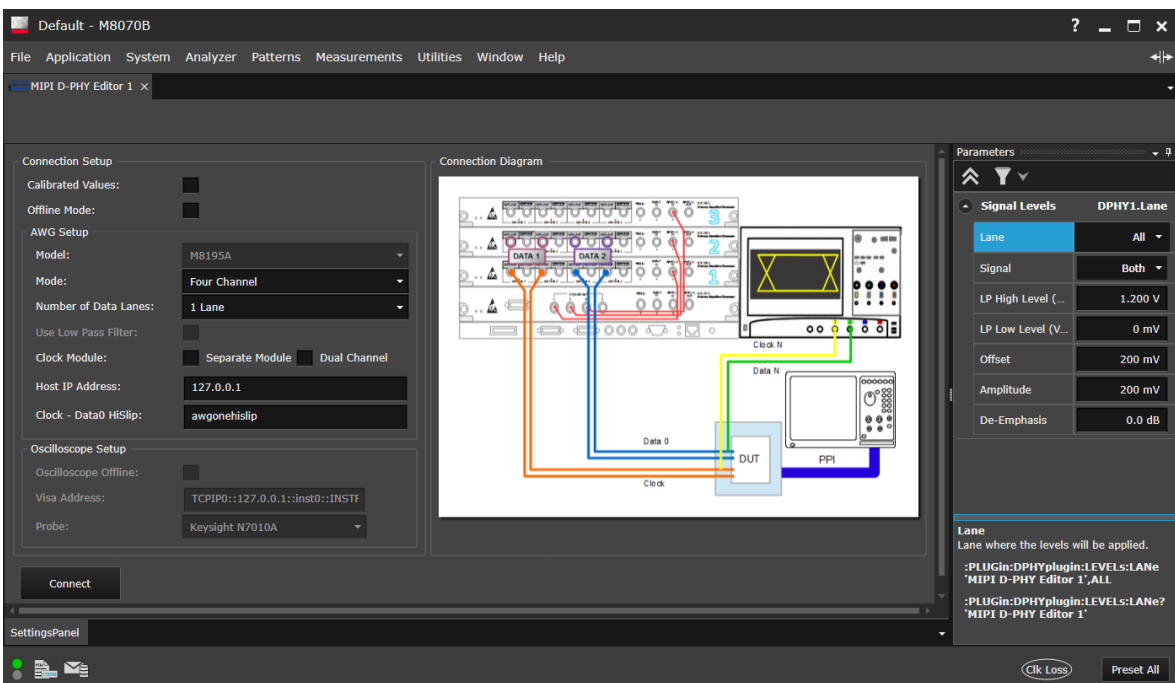 Default - M8070B
?
File Application System Analyzer Patterns Measurements Utilities Window Help
MIPI D-PHY Editor 1
Connection Setup
Calibrated Values:
Offline Mode:
AWG Setup
Model: M8195A
Mode: Four Channel
Number of Data Lanes: 1 Lane
Use Low Pass Filter:
Clock Module: Separate Module Dual Channel
Host IP Address: 127.0.0.1
Clock - Data0 HiSlip: awgonehislip
Oscilloscope Setup
Oscilloscope Offline:
Visa Address: TCPIP0::127.0.0.1::inst0::INSTF
Probe: Keysight N7010A
Connect
Connection Diagram
3
2
DATA 1 DATA 2
1
Clock N
Data N
Data 0
DUT PPI
Clock
Parameters
Signal Levels DPHY1.Lane
Lane All
Signal Both
LP High Level (... 1.200 V
LP Low Level (V... 0 mV
Offset 200 mV
Amplitude 200 mV
De-Emphasis 0.0 dB
Lane
Lane where the levels will be applied.
:PLUGin:DPHYplugin:LEVELs:LANe
'MIPI D-PHY Editor 1',ALL
:PLUGin:DPHYplugin:LEVELs:LANe?
'MIPI D-PHY Editor 1'
SettingsPanel
Clk Loss Preset All